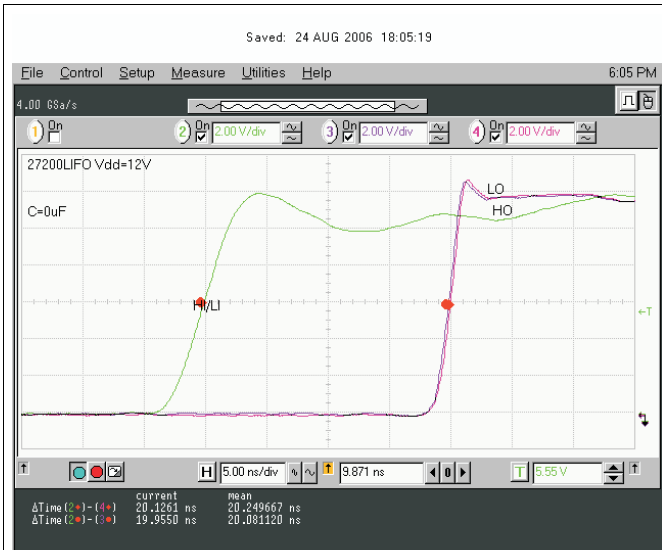 Saved: 24 AUG 2006 18:05:19
File Control Setup Measure Utilities Help 6:05 PM
4.00 GSa/s
1 On 2 On 2.00 V/div 3 On 2.00 V/div 4 On 2.00 V/div
27200LIFO Vdd=12V
C=0uF
LO
HO
HI/LI
T
H 5.00 ns/div 9.871 ns 0 T 5.55 V
current mean
ΔTime(2●)-(4●) 20.1261 ns 20.249667 ns
ΔTime(2●)-(3●) 19.9550 ns 20.081120 ns